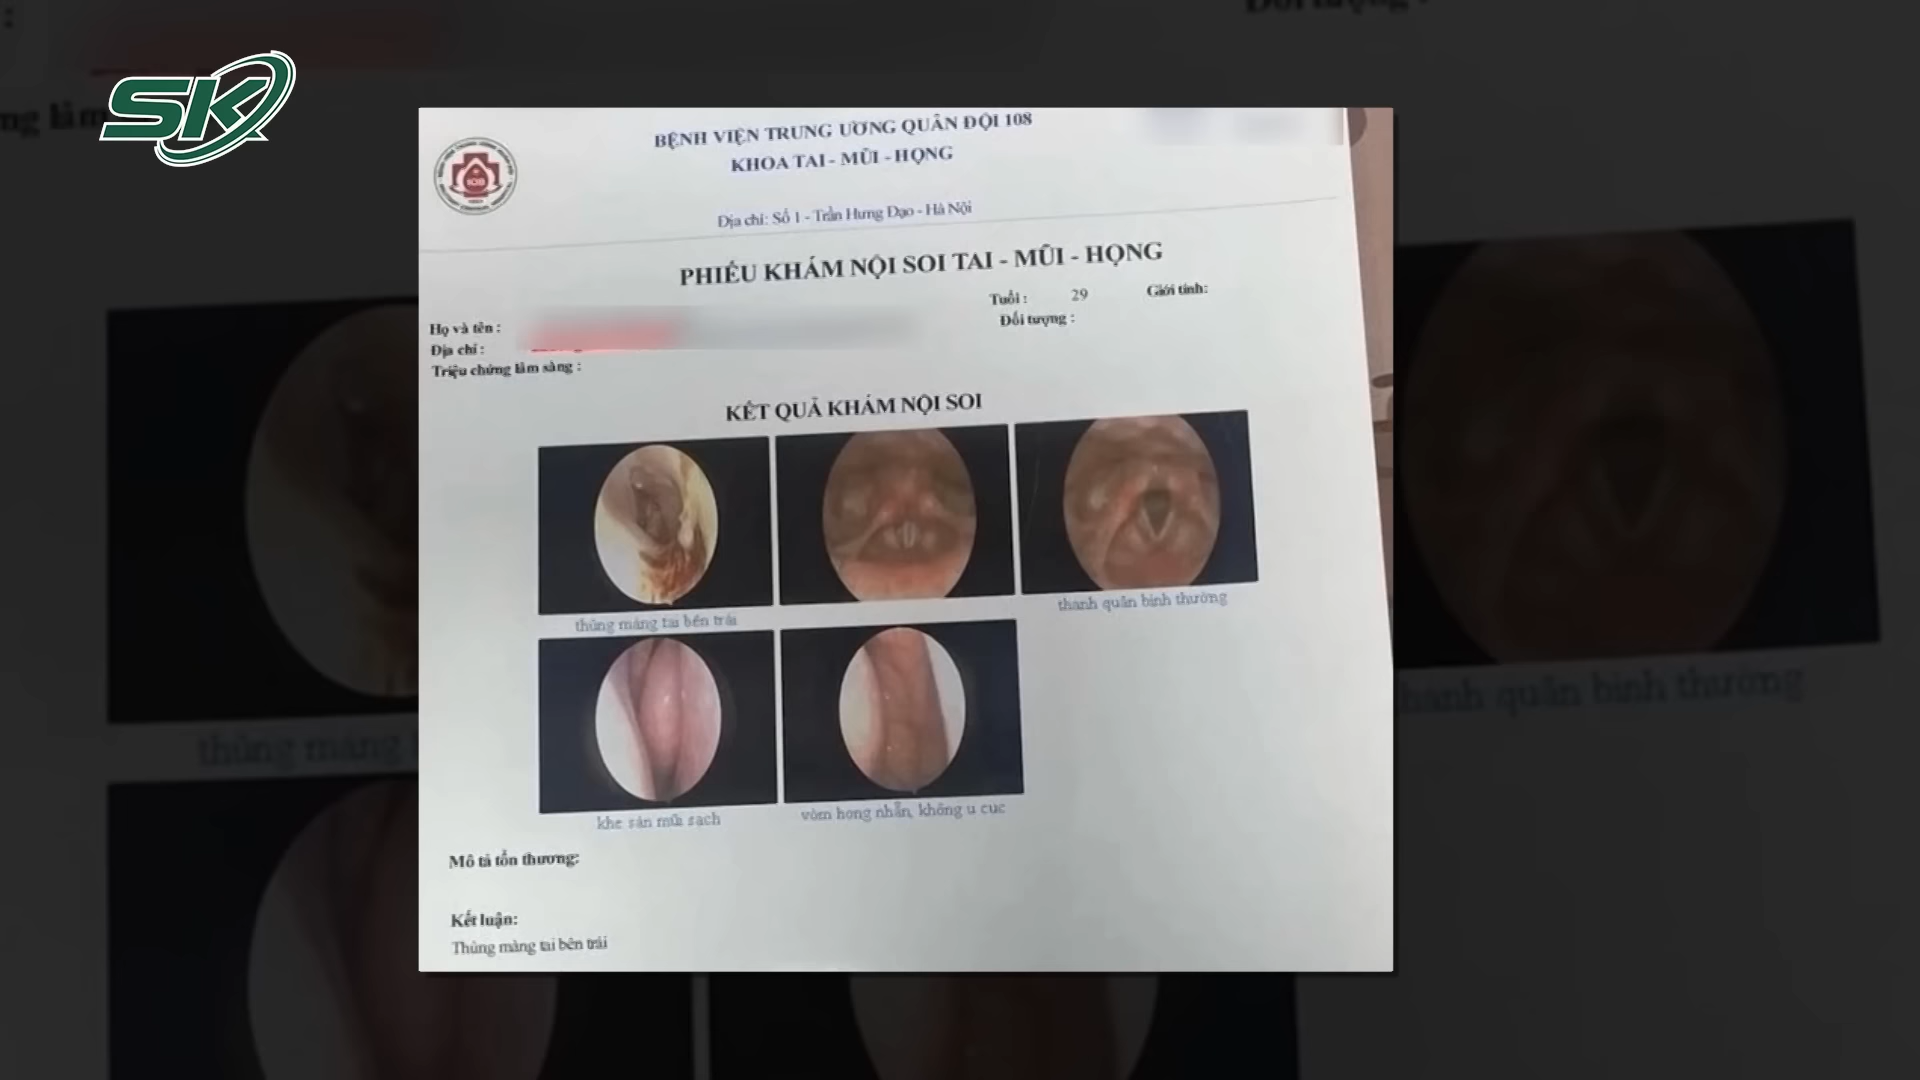 SK
BỆNH VIỆN TRUNG ƯƠNG QUÂN ĐỘI 108
KHOA TAI - MŨI - HỌNG
Địa chỉ: Số 1 - Trần Hưng Đạo - Hà Nội
PHIẾU KHÁM NỘI SOI TAI - MŨI - HỌNG
Tuổi : 29 Giới tính:
Họ và tên :
Đối tượng :
Địa chỉ :
Triệu chứng lâm sàng :
KẾT QUẢ KHÁM NỘI SOI
thủng màng tai bên trái
thanh quản bình thường
khe sàn mũi sạch
vòm họng nhẵn, không u cục
Mô tả tổn thương:
Kết luận:
Thủng màng tai bên trái